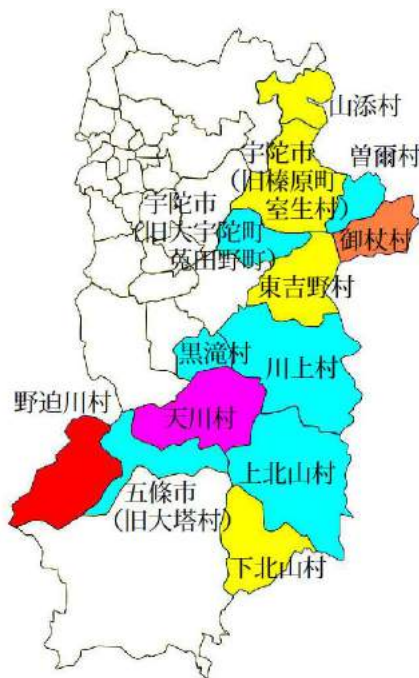 山添村
宇陀市
（旧榛原町
室生村）
曽爾村
宇陀市
（旧大宇陀町
菟田野町）
御杖村
東吉野村
黒滝村
川上村
野迫川村
天川村
上北山村
五條市
（旧大塔村）
下北山村